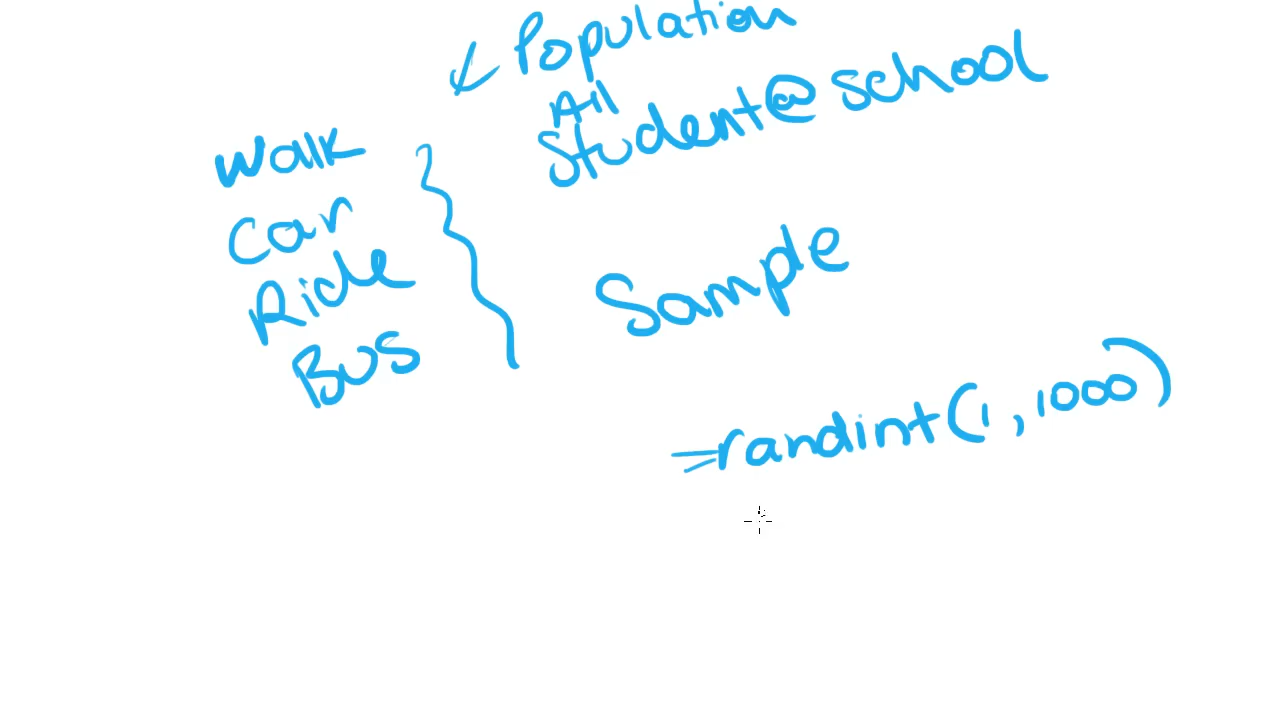 Population
All
Student@school
Walk
Car
Ride
Bus
Sample
=randint(1,1000)